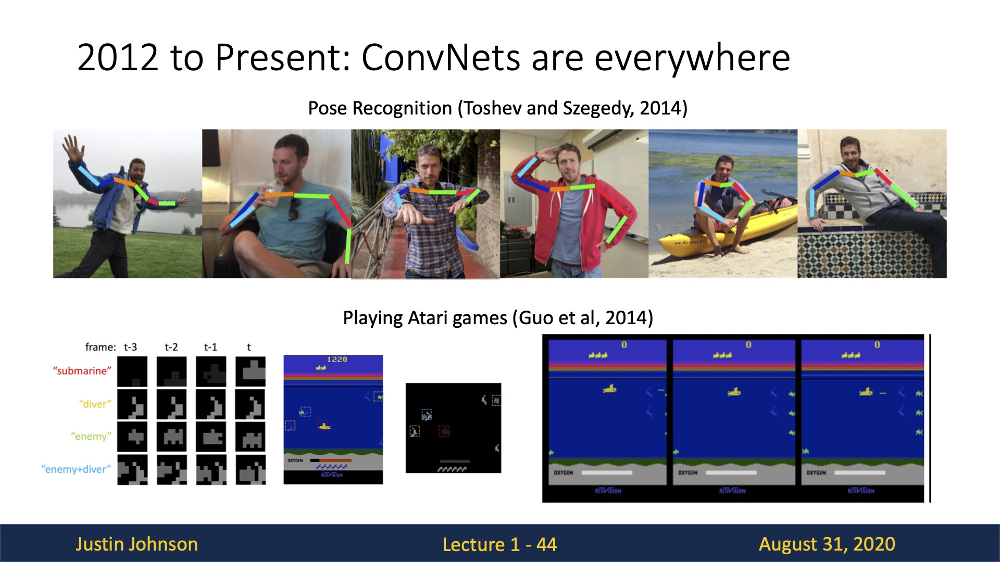 2012 to Present: ConvNets are everywhere
Pose Recognition (Toshev and Szegedy, 2014)
ACADIA
Playing Atari games (Guo et al, 2014)
frame: t-3 t-2 t-1 t
"submarine"
"diver"
"enemy"
"enemy+diver"
1220
OXYGEN
ACTIVISION
0 0 0
OXYGEN OXYGEN OXYGEN
ACTIVISION ACTIVISION ACTIVISION
Justin Johnson
Lecture 1 - 44
August 31, 2020